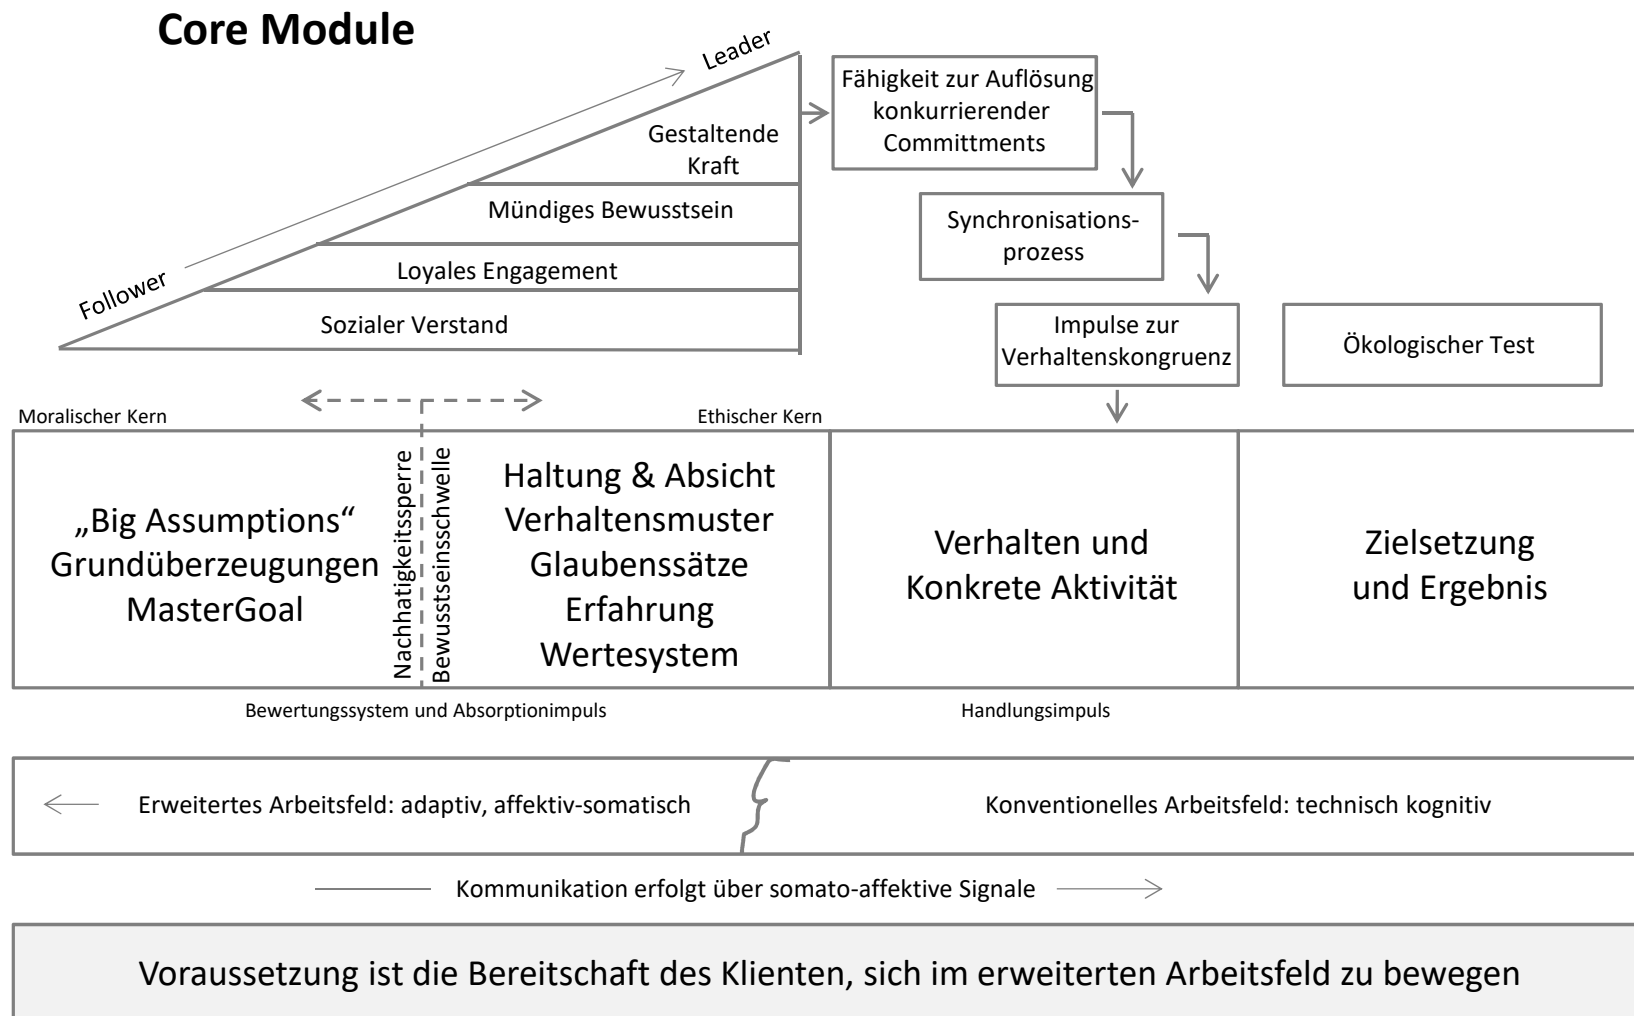 Core Module
Leader
Follower
Gestaltende
Kraft
Mündiges Bewusstsein
Loyales Engagement
Sozialer Verstand
Fähigkeit zur Auflösung
konkurrierender
Committments
Synchronisations-
prozess
Impulse zur
Verhaltenskongruenz
Ökologischer Test
Moralischer Kern
Ethischer Kern
„Big Assumptions“
Grundüberzeugungen
MasterGoal
Nachhatigkeitssperre
Bewusstseinsschwelle
Haltung & Absicht
Verhaltensmuster
Glaubenssätze
Erfahrung
Wertesystem
Verhalten und
Konkrete Aktivität
Zielsetzung
und Ergebnis
Bewertungssystem und Absorptionimpuls
Handlungsimpuls
Erweitertes Arbeitsfeld: adaptiv, affektiv-somatisch
Konventionelles Arbeitsfeld: technisch kognitiv
Kommunikation erfolgt über somato-affektive Signale
Voraussetzung ist die Bereitschaft des Klienten, sich im erweiterten Arbeitsfeld zu bewegen